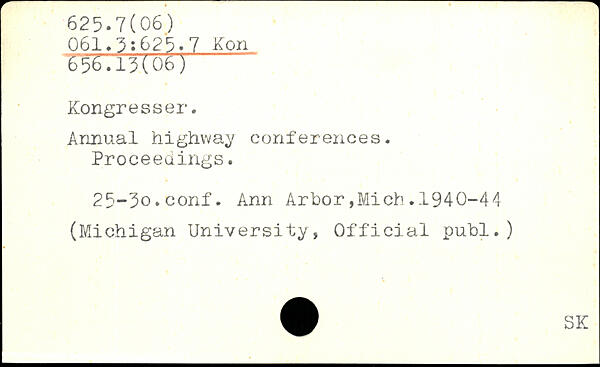 625.7(06)
061.3:625.7 Kon
656.13(06)
Kongresser.
Annual highway conferences.
Proceedings.
25-3o.conf. Ann Arbor,Mich.1940-44
(Michigan University, Official publ.)
SK